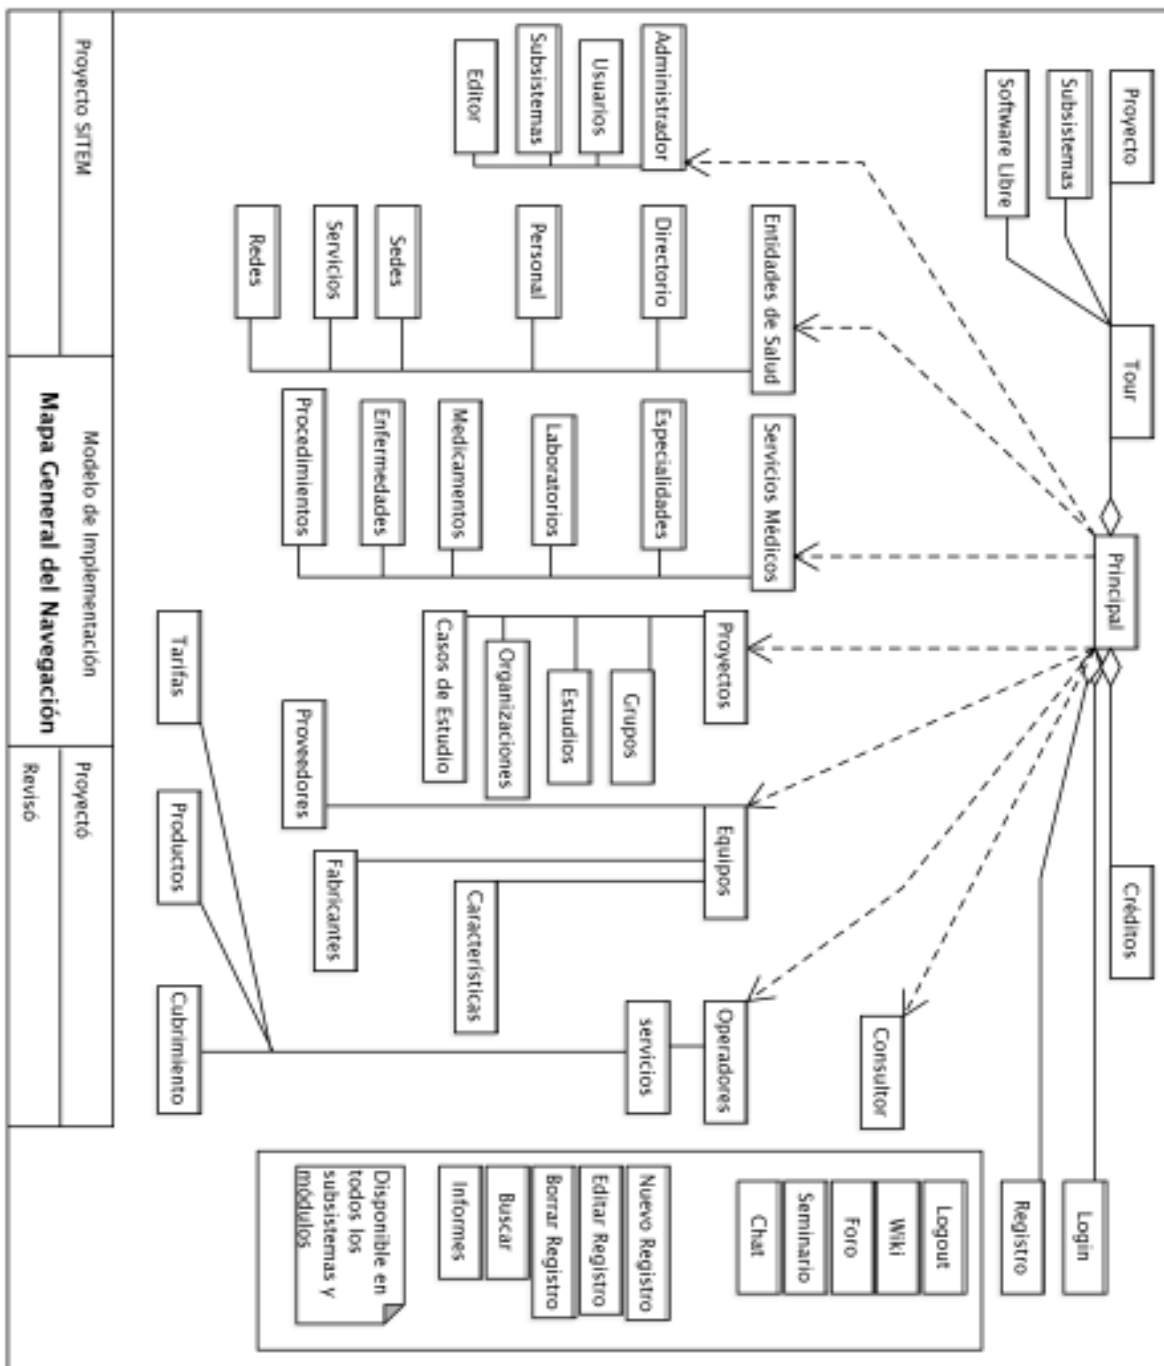 Proyecto
Tour
Principal
Créditos
Login
Subsistemas
Registro
Software Libre
Logout
Wiki
Foro
Seminario
Chat
Consultor
Entidades de Salud
Servicios Médicos
Proyectos
Equipos
Operadores
Administrador
Directorio
Especialidades
Grupos
servicios
Nuevo Registro
Editar Registro
Borrar Registro
Buscar
Informes
Usuarios
Subsistemas
Editor
Personal
Sedes
Servicios
Redes
Laboratorios
Medicamentos
Enfermedades
Procedimientos
Estudios
Organizaciones
Casos de Estudio
Características
Fabricantes
Proveedores
Disponible en
todos los
subsistemas y
módulos
Tarifas
Productos
Cubrimiento
Proyecto SITEM
Modelo de Implementación
Mapa General del Navegación
Proyectó
Revisó